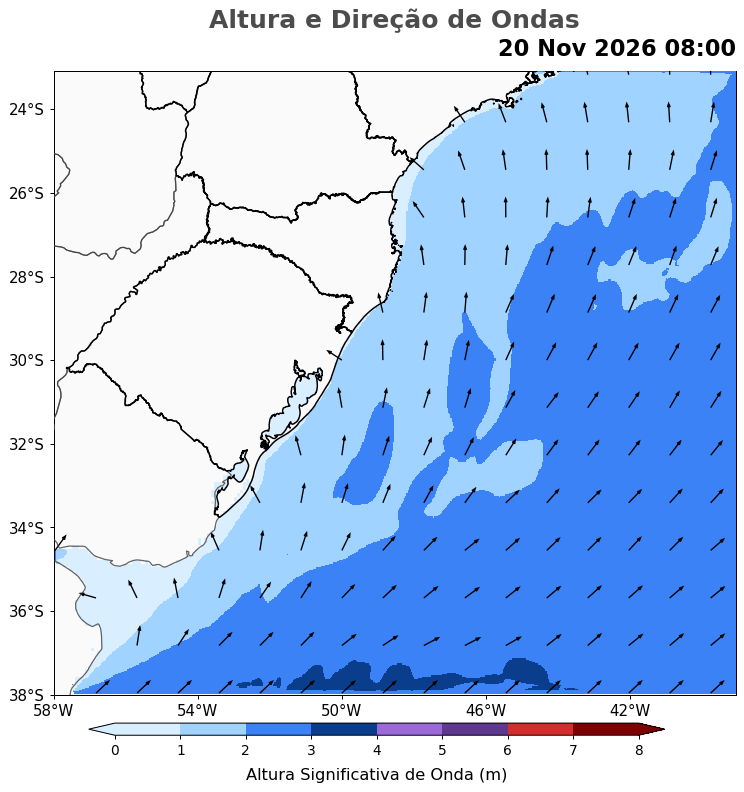 Altura e Direção de Ondas
20 Nov 2026 08:00
24°S
26°S
28°S
30°S
32°S
34°S
36°S
38°S
58°W 54°W 50°W 46°W 42°W
0 1 2 3 4 5 6 7 8
Altura Significativa de Onda (m)